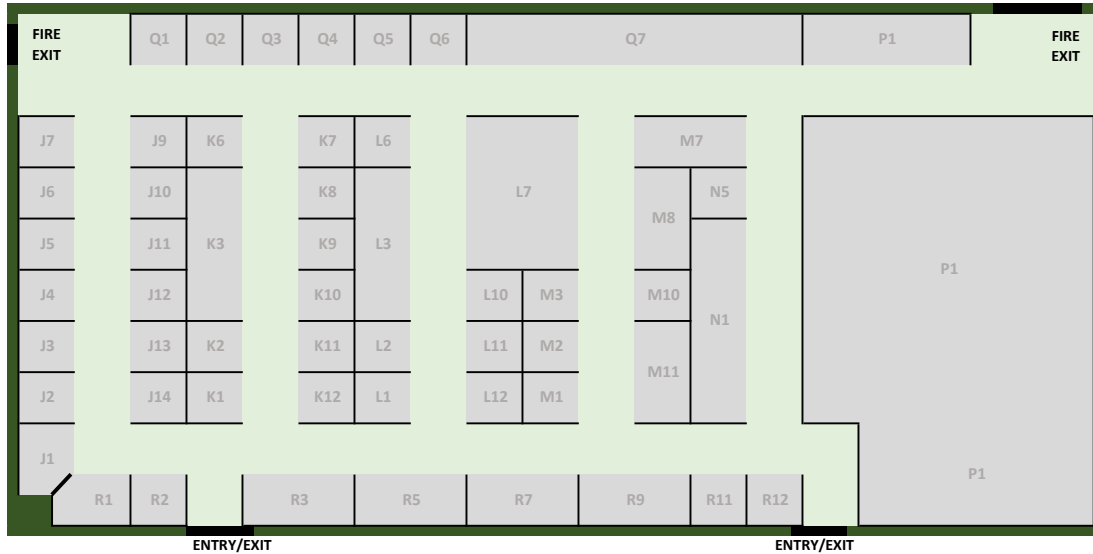 FIRE
EXIT
Q1 Q2 Q3 Q4 Q5 Q6 Q7 P1
FIRE
EXIT
J7 J9 K6 K7 L6 M7
J6 J10 K8 L7 N5
M8
J5 J11 K3 K9 L3
P1
J4 J12 K10 L10 M3 M10
N1
J3 J13 K2 K11 L2 L11 M2
M11
J2 J14 K1 K12 L1 L12 M1
J1
P1
R1 R2 R3 R5 R7 R9 R11 R12
ENTRY/EXIT ENTRY/EXIT